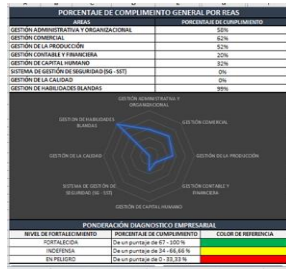 PORCENTAJE DE COMPLIMENTO GENERAL POR REAS
AREAS PORCENTAJE DE CUMPLIMIENTO
GESTIÓN ADMINISTRATIVA Y ORGANIZACIONAL 58%
GESTIÓN COMERCIAL 62%
GESTIÓN DE LA PRODUCCIÓN 52%
GESTIÓN CONTABLE Y FINANCIERA 20%
GESTIÓN DE CAPITAL HUMANO 32%
SISTEMA DE GESTIÓN DE SEGURIDAD (SG - SST) 0%
GESTIÓN DE LA CALIDAD 0%
GESTIÓN DE HABILIDADES BLANDAS 99%
GESTIÓN ADMINISTRATIVA Y
ORGANIZACIONAL
GESTIÓN DE HABILIDADES
BLANDAS
GESTIÓN COMERCIAL
GESTIÓN DE LA CALIDAD
GESTIÓN DE LA PRODUCCIÓN
SISTEMA DE GESTIÓN DE
SEGURIDAD (SG - SST)
GESTIÓN CONTABLE Y
FINANCIERA
GESTIÓN DE CAPITAL HUMANO
PONDERACIÓN DIAGNOSTICO EMPRESARIAL
NIVEL DE FORTALECIMIENTO PORCENTAJE DE CUMPLIMIENTO COLOR DE REFERENCIA
FORTALECIDA De un puntaje de 67 - 100 %
INDEFENSA De un puntaje de 34 - 66,66 %
EN PELIGRO De un puntaje de 0 - 33,33 %